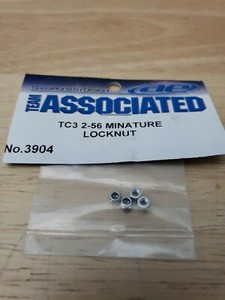 TEAM ASSOCIATED
TC3 2-56 MINATURE
LOCKNUT
No.3904